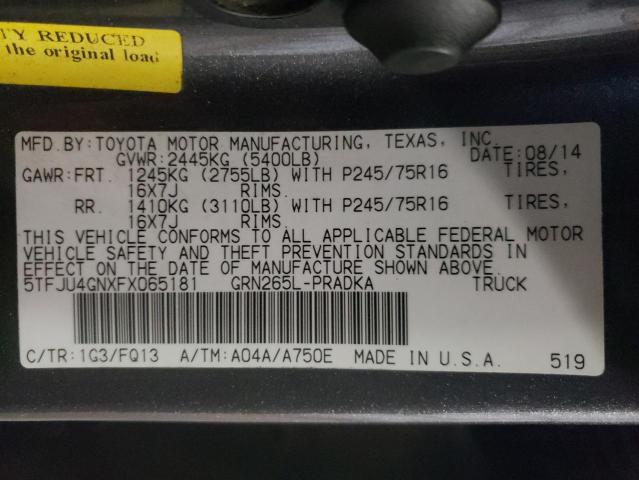 TY REDUCED
the original load
MFD.BY: TOYOTA MOTOR MANUFACTURING, TEXAS, INC.
GVWR: 2445KG (5400LB) DATE: 08/14
GAWR: FRT. 1245KG (2755LB) WITH P245/75R16 TIRES,
16X7J RIMS.
RR. 1410KG (3110LB) WITH P245/75R16 TIRES,
16X7J RIMS.
THIS VEHICLE CONFORMS TO ALL APPLICABLE FEDERAL MOTOR
VEHICLE SAFETY AND THEFT PREVENTION STANDARDS IN
EFFECT ON THE DATE OF MANUFACTURE SHOWN ABOVE.
5TFJU4GNXFX065181 GRN265L-PRADKA TRUCK
C/TR: 1G3/FQ13 A/TM: A04A/A750E MADE IN U.S.A. 519